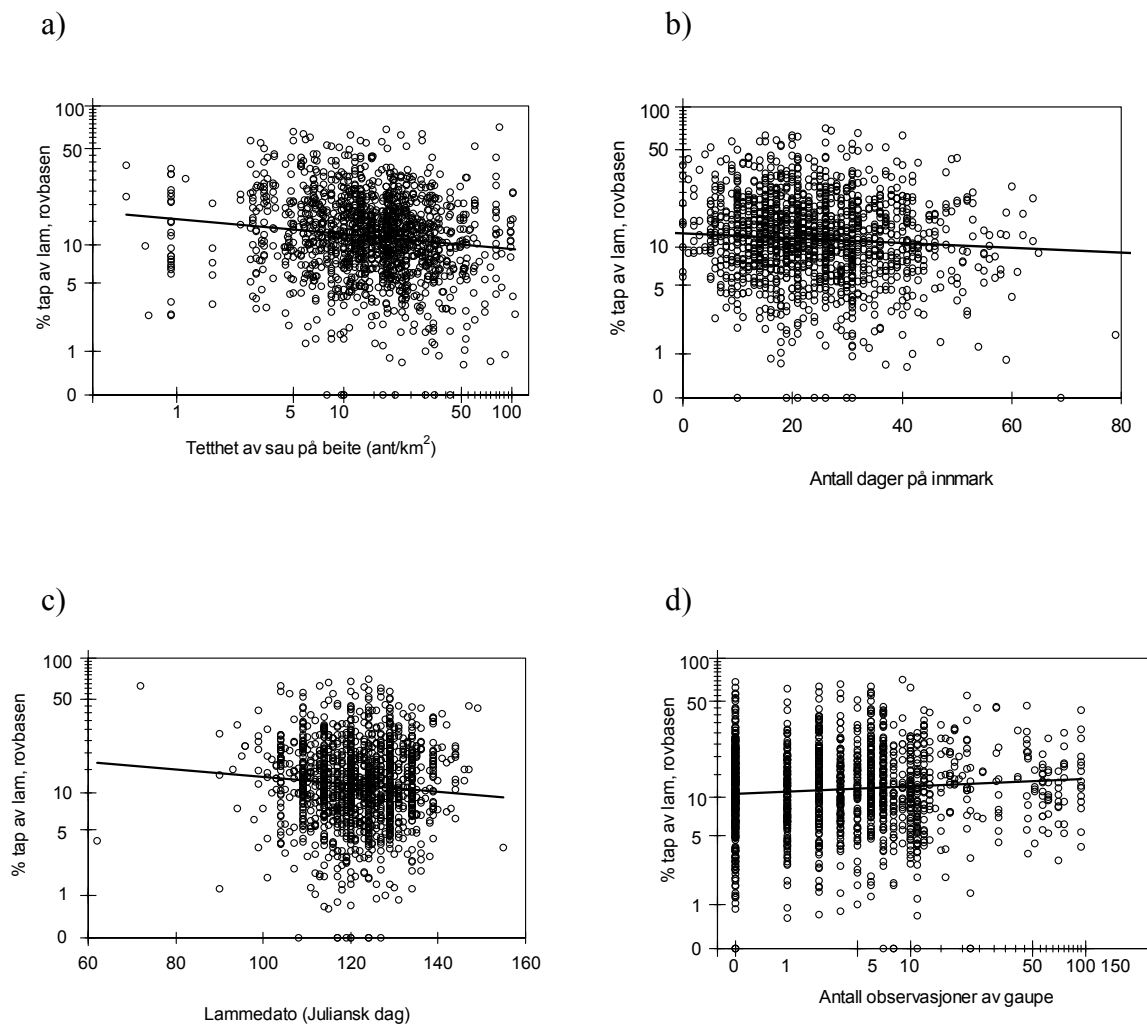 a)
100
50
10
5
1
0
% tap av lam, rovbasen
1 5 10 50 100
Tetthet av sau på beite (ant/km²)
b)
100
50
10
5
1
0
% tap av lam, rovbasen
0 20 40 60 80
Antall dager på innmark
c)
100
50
10
5
1
0
% tap av lam, rovbasen
60 80 100 120 140 160
Lammedato (Juliansk dag)
d)
100
50
10
5
1
0
% tap av lam, rovbasen
0 1 5 10 50 100 150
Antall observasjoner av gaupe